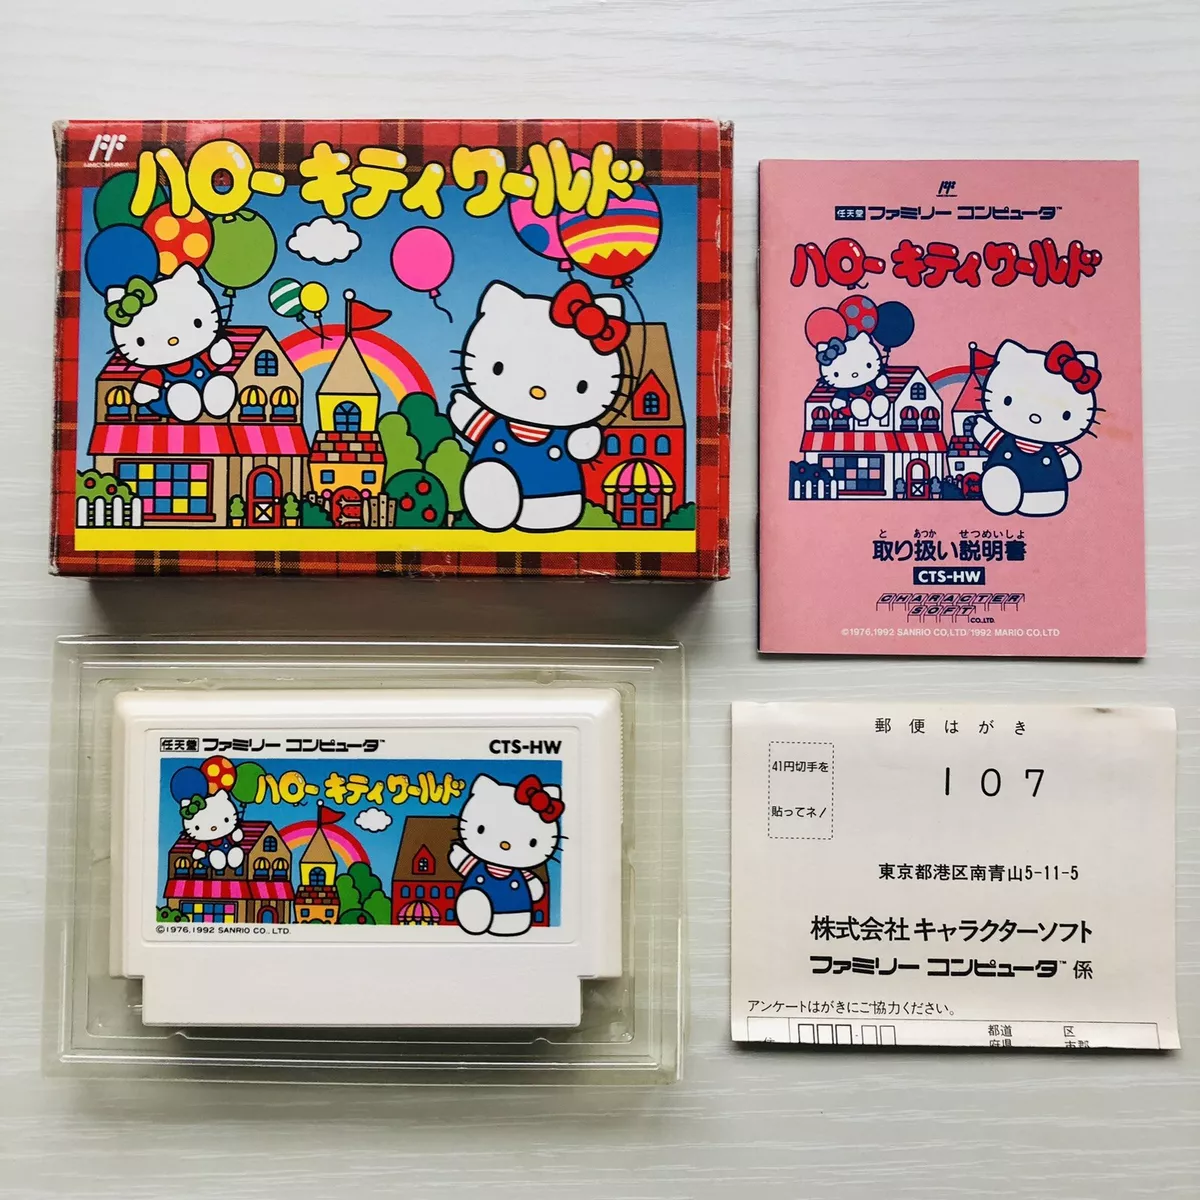 ハローキティワールド
任天堂 ファミリーコンピュータ™
ハローキティワールド
と あつか せつめいしょ
取り扱い説明書
CTS-HW
CHARACTER
SOFT
CO.,LTD.
©1976,1992 SANRIO CO.,LTD/1992 MARIO CO.,LTD
任天堂 ファミリーコンピュータ™ CTS-HW
ハローキティワールド
©1976,1992 SANRIO CO., LTD.
郵便はがき
41円切手を
貼ってネ!
107
東京都港区南青山5-11-5
株式会社キャラクターソフト
ファミリーコンピュータ™係
アンケートはがきにご協力ください。
都道 区
府県 市郡